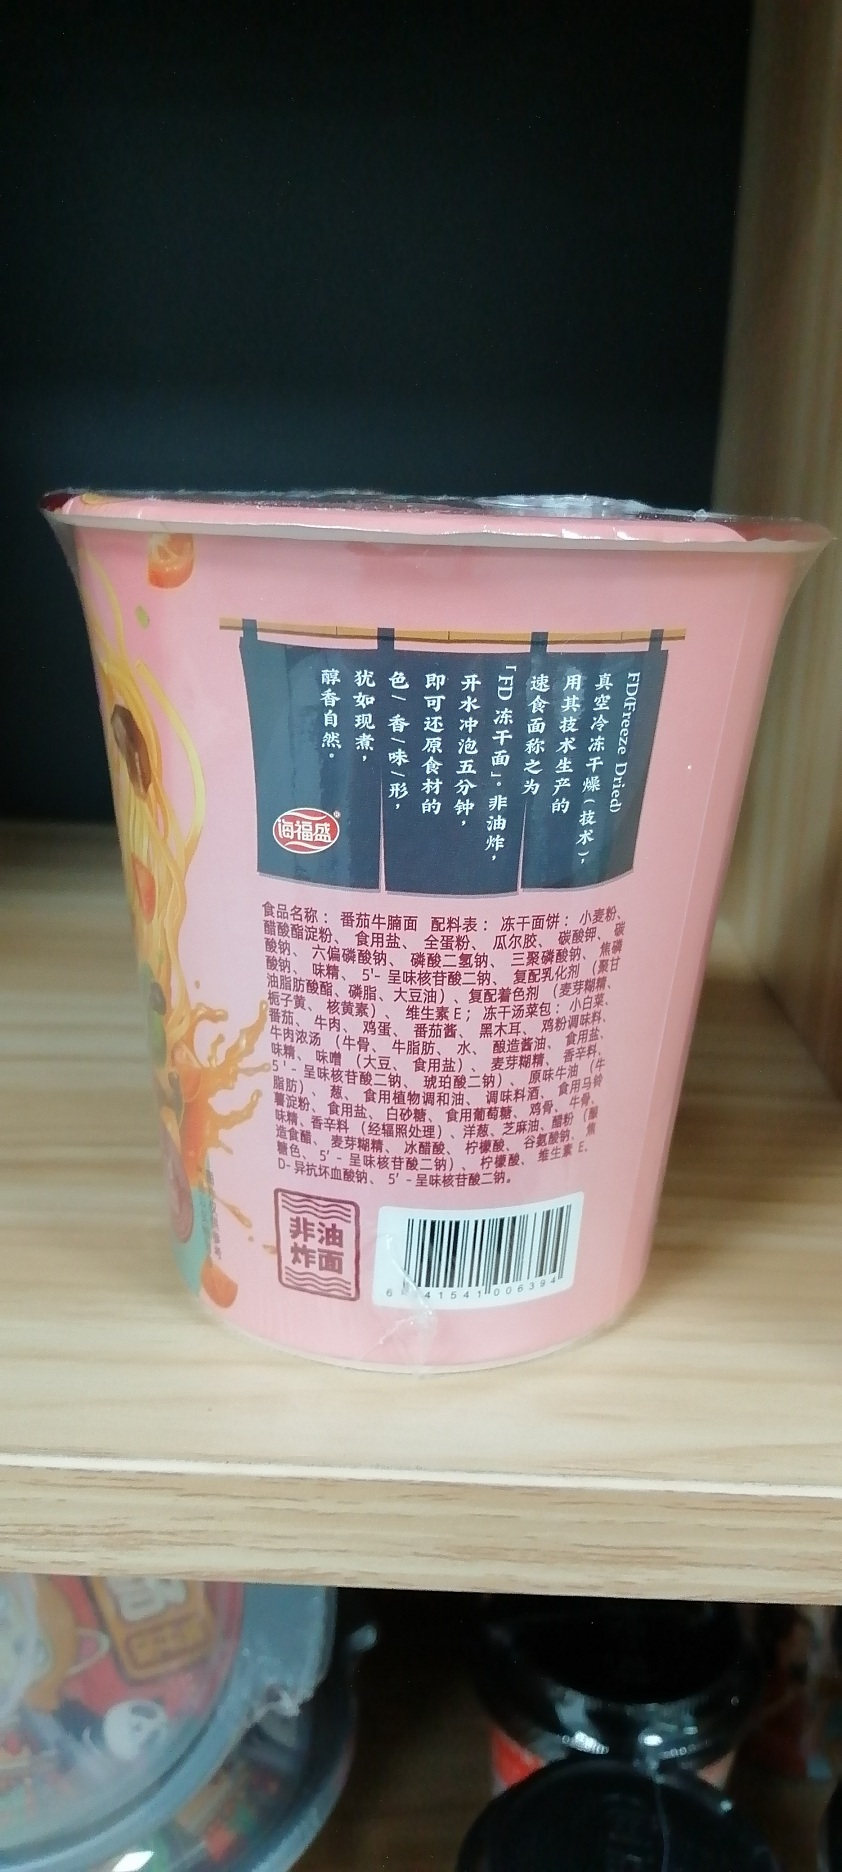 FD(Freeze Dried)
真空冷冻干燥(技术),
用其技术生产的
速食面称之为
「FD 冻干面」。非油炸,
开水冲泡五分钟,
即可还原食材的
色/香/味/形,
犹如现煮,
醇香自然。
海福盛®
食品名称:番茄牛腩面 配料表:冻干面饼:小麦粉、
醋酸酯淀粉、食用盐、全蛋粉、瓜尔胶、碳酸钾、碳
酸钠、六偏磷酸钠、磷酸二氢钠、三聚磷酸钠、焦磷
酸钠、味精、5'-呈味核苷酸二钠、复配乳化剂(聚甘
油脂肪酸酯、磷脂、大豆油)、复配着色剂(麦芽糊精、
栀子黄、核黄素)、维生素E;冻干汤菜包:小白菜、
番茄、牛肉、鸡蛋、番茄酱、黑木耳、鸡粉调味料、
牛肉浓汤(牛骨、牛脂肪、水、酿造酱油、食用盐、
味精、味噌(大豆、食用盐)、麦芽糊精、香辛料、
5'-呈味核苷酸二钠、琥珀酸二钠)、原味牛油(牛
脂肪)、葱、食用植物调和油、调味料酒、食用马铃
薯淀粉、食用盐、白砂糖、食用葡萄糖、鸡骨、牛骨、
味精、香辛料(经辐照处理)、洋葱、芝麻油、醋粉(酿
造食醋、麦芽糊精、冰醋酸、柠檬酸、谷氨酸钠、焦
糖色、5'-呈味核苷酸二钠)、柠檬酸、维生素E、
D-异抗坏血酸钠、5'-呈味核苷酸二钠。
非油
炸面
6 41541 006394